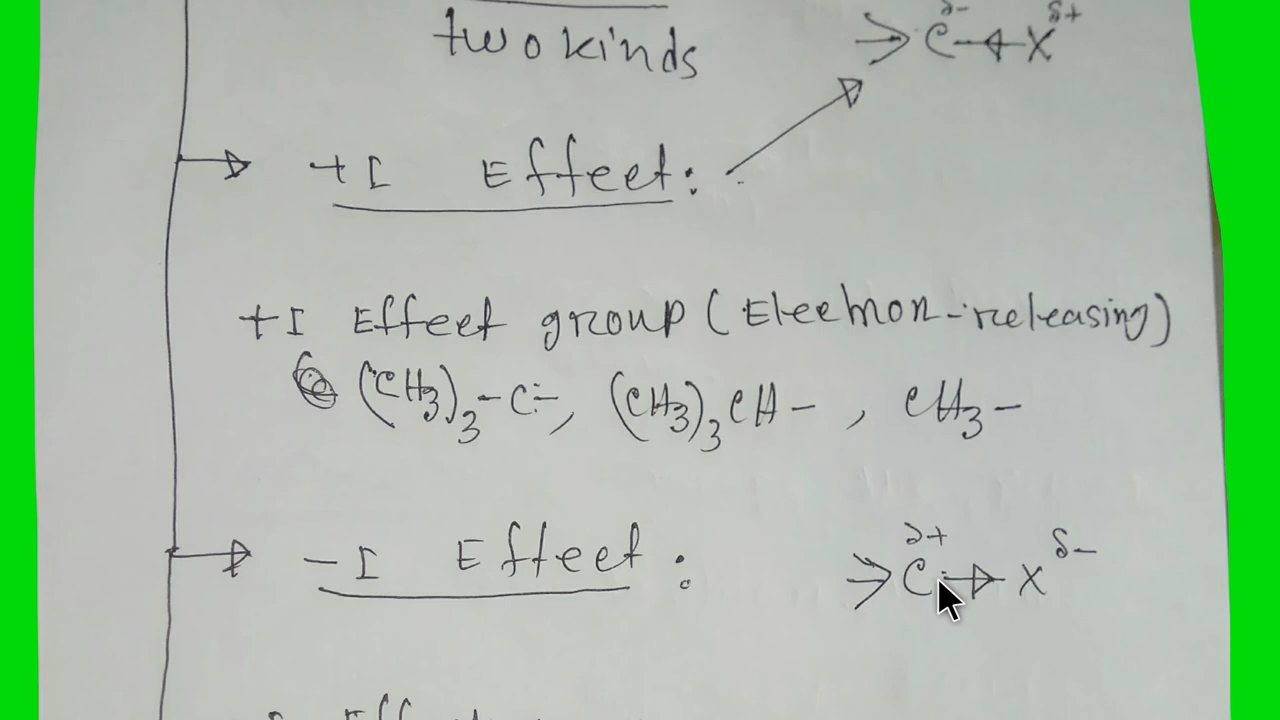 two kinds
δ- δ+
C X
+I Effect:
+I Effect group (Electron-releasing)
(CH3)3-C-, (CH3)3CH-, CH3-
δ+ δ-
-I Effect: C X